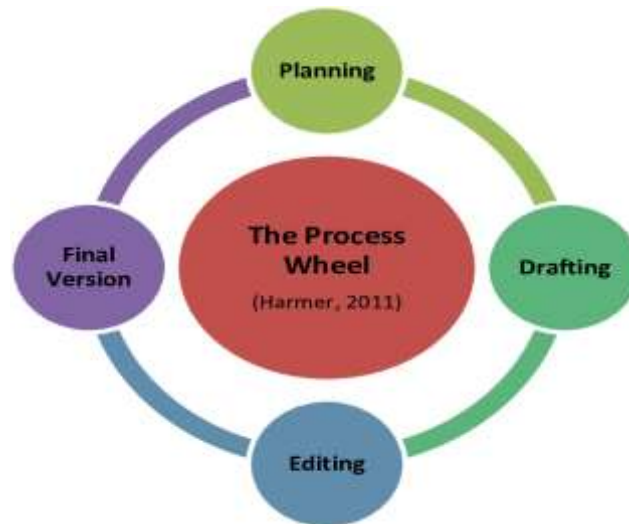 Planning
The Process
Wheel
(Harmer, 2011)
Final
Version
Drafting
Editing